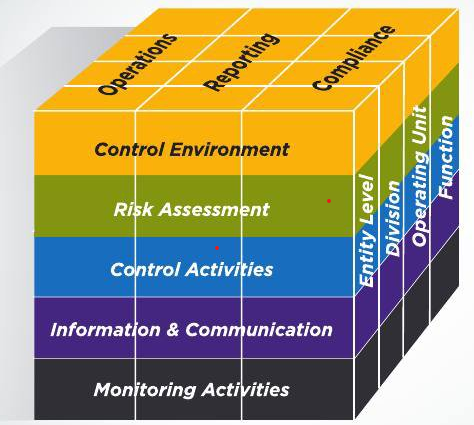 Operations
Reporting
Compliance
Control Environment
Risk Assessment
Control Activities
Information & Communication
Monitoring Activities
Entity Level
Division
Operating Unit
Function